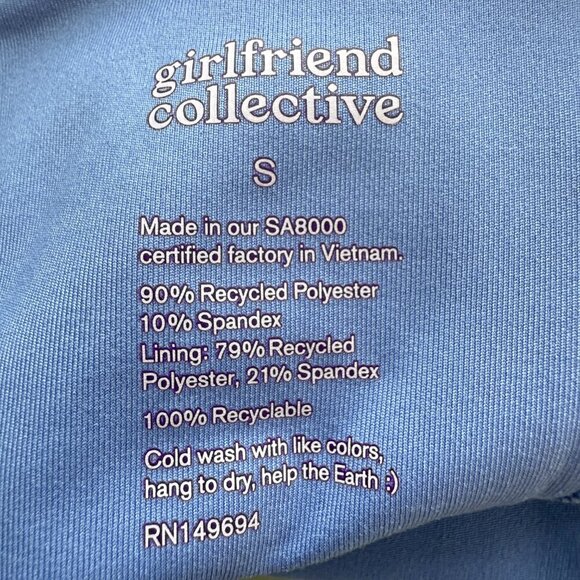 girlfriend
collective
S
Made in our SA8000
certified factory in Vietnam.
90% Recycled Polyester
10% Spandex
Lining: 79% Recycled
Polyester, 21% Spandex
100% Recyclable
Cold wash with like colors,
hang to dry, help the Earth :)
RN149694